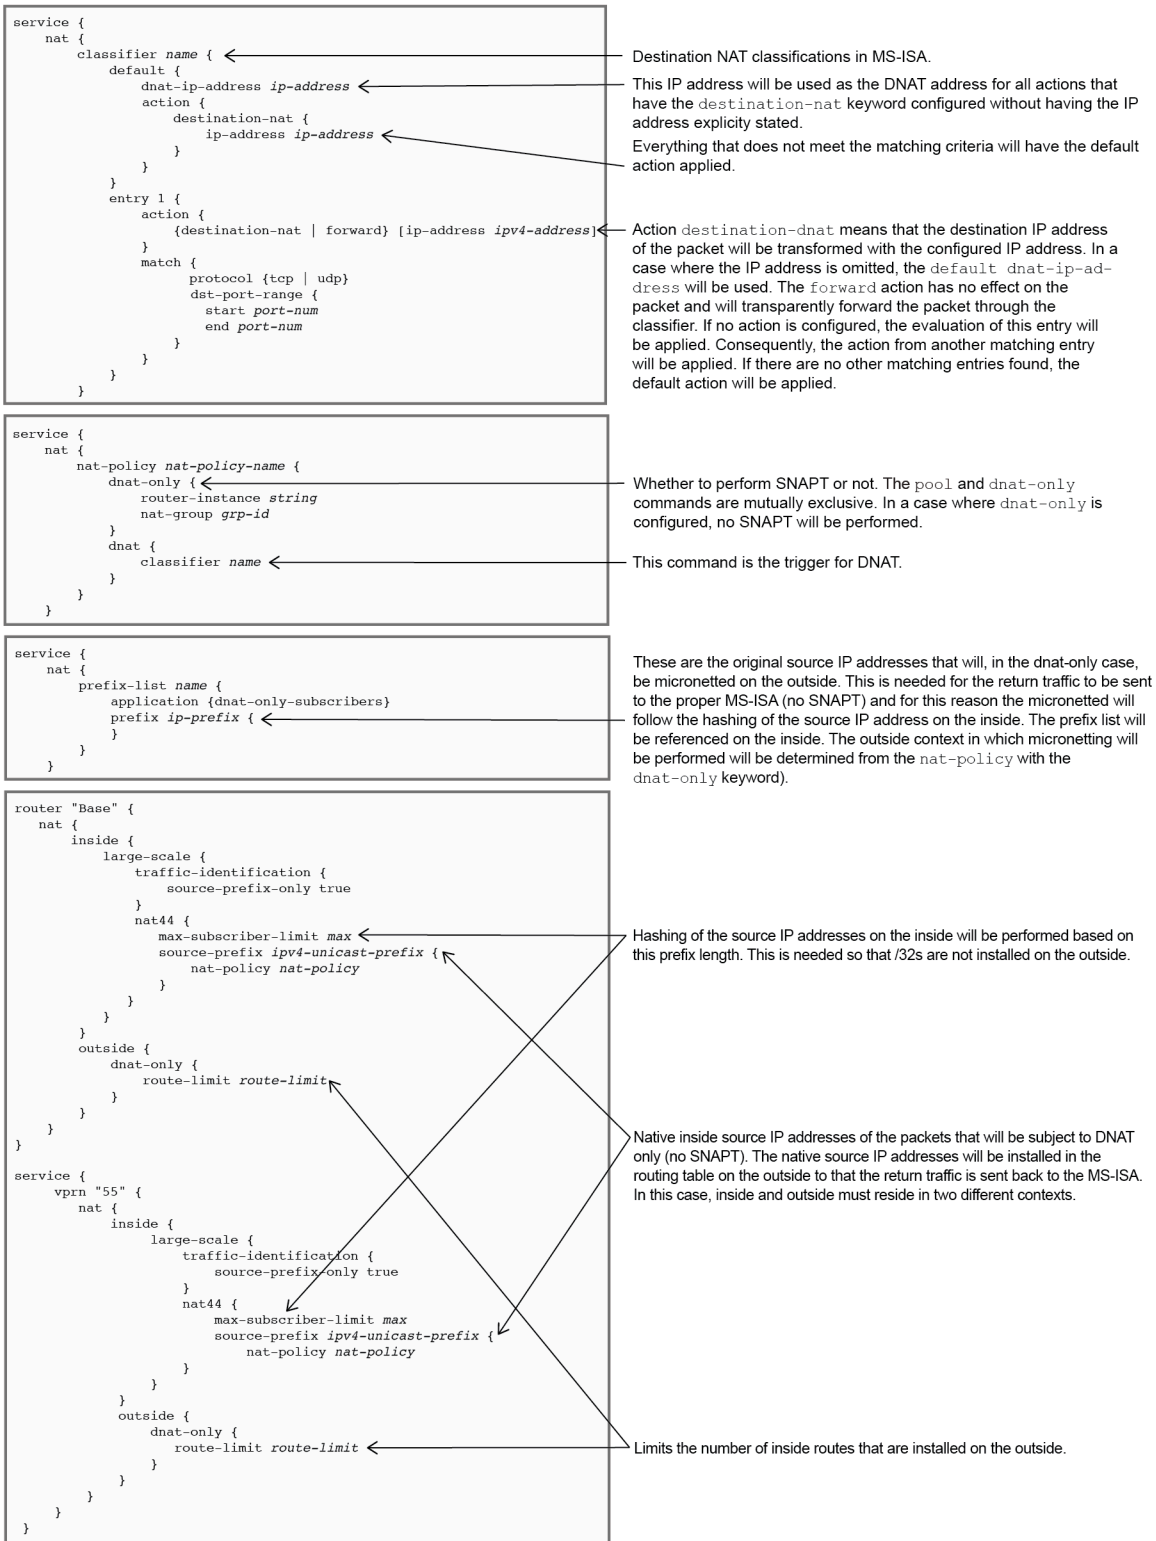 service {
nat {
classifier name {
default {
dnat-ip-address ip-address
action {
destination-nat {
ip-address ip-address
}
}
}
entry 1 {
action {
{destination-nat | forward} [ip-address ipv4-address]
}
match {
protocol {tcp | udp}
dst-port-range {
start port-num
end port-num
}
}
}
}
Destination NAT classifications in MS-ISA.
This IP address will be used as the DNAT address for all actions that
have the destination-nat keyword configured without having the IP
address explicity stated.
Everything that does not meet the matching criteria will have the default
action applied.
Action destination-dnat means that the destination IP address
of the packet will be transformed with the configured IP address. In a
case where the IP address is omitted, the default dnat-ip-ad-
dress will be used. The forward action has no effect on the
packet and will transparently forward the packet through the
classifier. If no action is configured, the evaluation of this entry will
be applied. Consequently, the action from another matching entry
will be applied. If there are no other matching entries found, the
default action will be applied.
service {
nat {
nat-policy nat-policy-name {
dnat-only {
router-instance string
nat-group grp-id
}
dnat {
classifier name
}
}
}
Whether to perform SNAPT or not. The pool and dnat-only
commands are mutually exclusive. In a case where dnat-only is
configured, no SNAPT will be performed.
This command is the trigger for DNAT.
service {
nat {
prefix-list name {
application {dnat-only-subscribers}
prefix ip-prefix {
}
}
}
These are the original source IP addresses that will, in the dnat-only case,
be micronetted on the outside. This is needed for the return traffic to be sent
to the proper MS-ISA (no SNAPT) and for this reason the micronetted will
follow the hashing of the source IP address on the inside. The prefix list will
be referenced on the inside. The outside context in which micronetting will
be performed will be determined from the nat-policy with the
dnat-only keyword).
router "Base" {
nat {
inside {
large-scale {
traffic-identification {
source-prefix-only true
}
nat44 {
max-subscriber-limit max
source-prefix ipv4-unicast-prefix {
nat-policy nat-policy
}
}
}
}
outside {
dnat-only {
route-limit route-limit
}
}
}
}
service {
vprn "55" {
nat {
inside {
large-scale {
traffic-identification {
source-prefix-only true
}
nat44 {
max-subscriber-limit max
source-prefix ipv4-unicast-prefix {
nat-policy nat-policy
}
}
}
outside {
dnat-only {
route-limit route-limit
}
}
}
}
}
Hashing of the source IP addresses on the inside will be performed based on
this prefix length. This is needed so that /32s are not installed on the outside.
Native inside source IP addresses of the packets that will be subject to DNAT
only (no SNAPT). The native source IP addresses will be installed in the
routing table on the outside to that the return traffic is sent back to the MS-ISA.
In this case, inside and outside must reside in two different contexts.
Limits the number of inside routes that are installed on the outside.